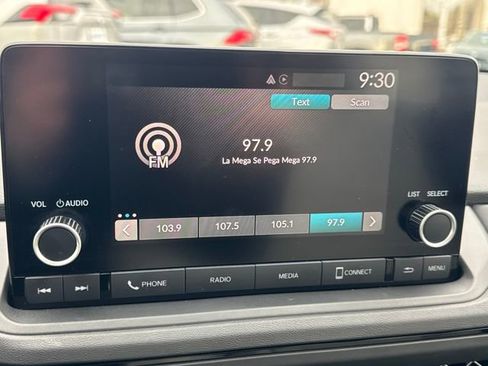 9:30
Text Scan
97.9
FM
La Mega Se Pega Mega 97.9
VOL AUDIO
LIST SELECT
103.9 107.5 105.1 97.9
PHONE RADIO MEDIA CONNECT MENU